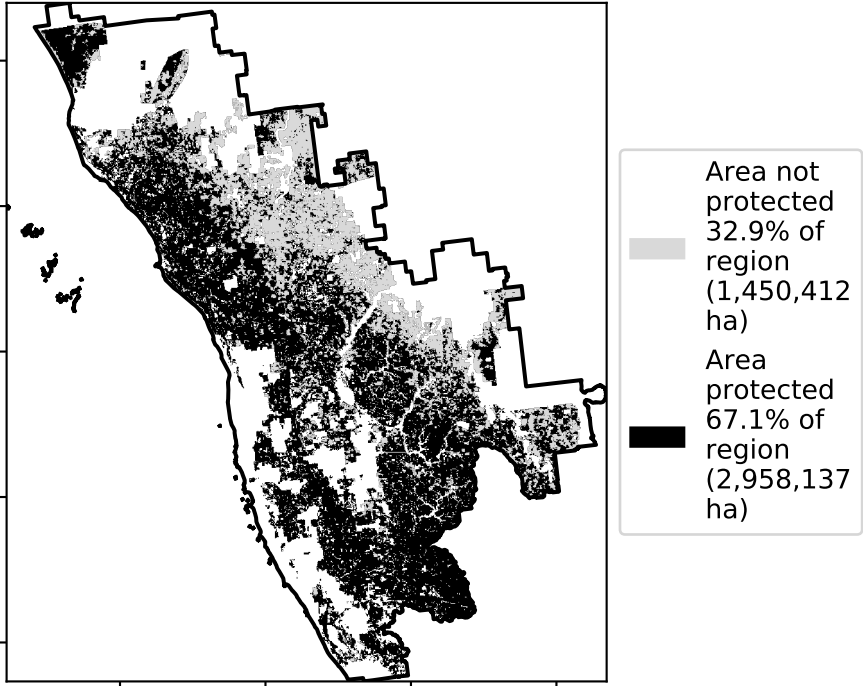 Area not
protected
32.9% of
region
(1,450,412
ha)
Area
protected
67.1% of
region
(2,958,137
ha)